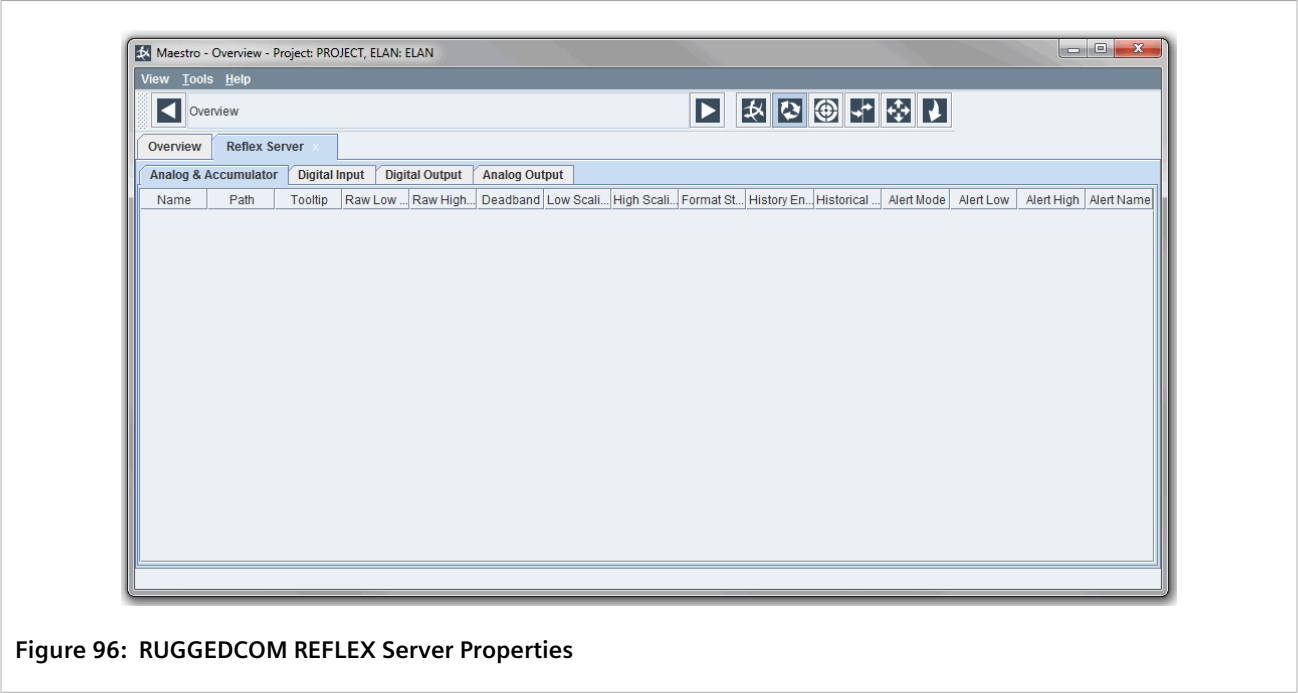 Maestro - Overview - Project: PROJECT, ELAN: ELAN
View Tools Help
Overview
Overview Reflex Server x
Analog & Accumulator Digital Input Digital Output Analog Output
Name Path Tooltip Raw Low ... Raw High... Deadband Low Scali... High Scali... Format St... History En... Historical ... Alert Mode Alert Low Alert High Alert Name
Figure 96: RUGGEDCOM REFLEX Server Properties